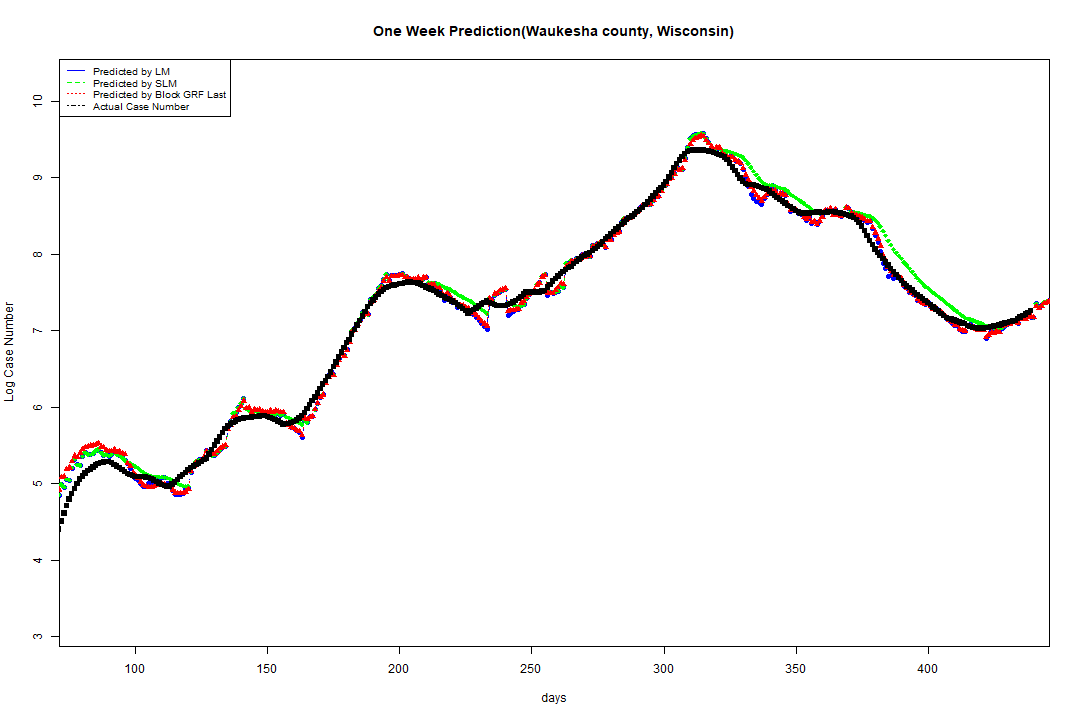 One Week Prediction(Waukesha county, Wisconsin)
Predicted by LM
Predicted by SLM
Predicted by Block GRF Last
Actual Case Number
10
9
8
7
6
5
4
3
Log Case Number
100 150 200 250 300 350 400
days